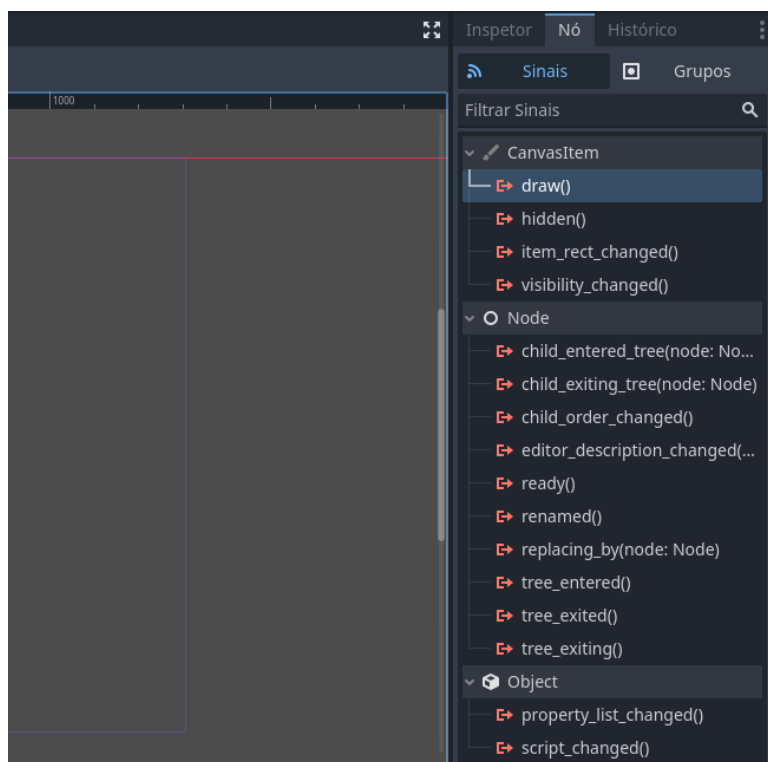 Inspetor Nó Histórico
Sinais Grupos
Filtrar Sinais
1000
CanvasItem
draw()
hidden()
item_rect_changed()
visibility_changed()
Node
child_entered_tree(node: No...
child_exiting_tree(node: Node)
child_order_changed()
editor_description_changed(...
ready()
renamed()
replacing_by(node: Node)
tree_entered()
tree_exited()
tree_exiting()
Object
property_list_changed()
script_changed()